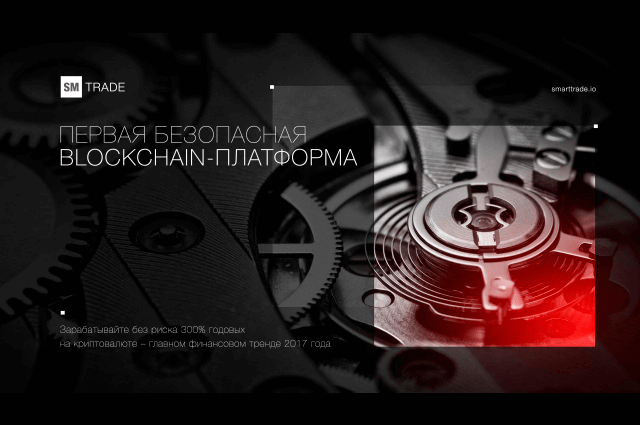 SM TRADE
smarttrade.io
ПЕРВАЯ БЕЗОПАСНАЯ
BLOCKCHAIN-ПЛАТФОРМА
Зарабатывайте без риска 300% годовых
на криптовалюте – главном финансовом тренде 2017 года